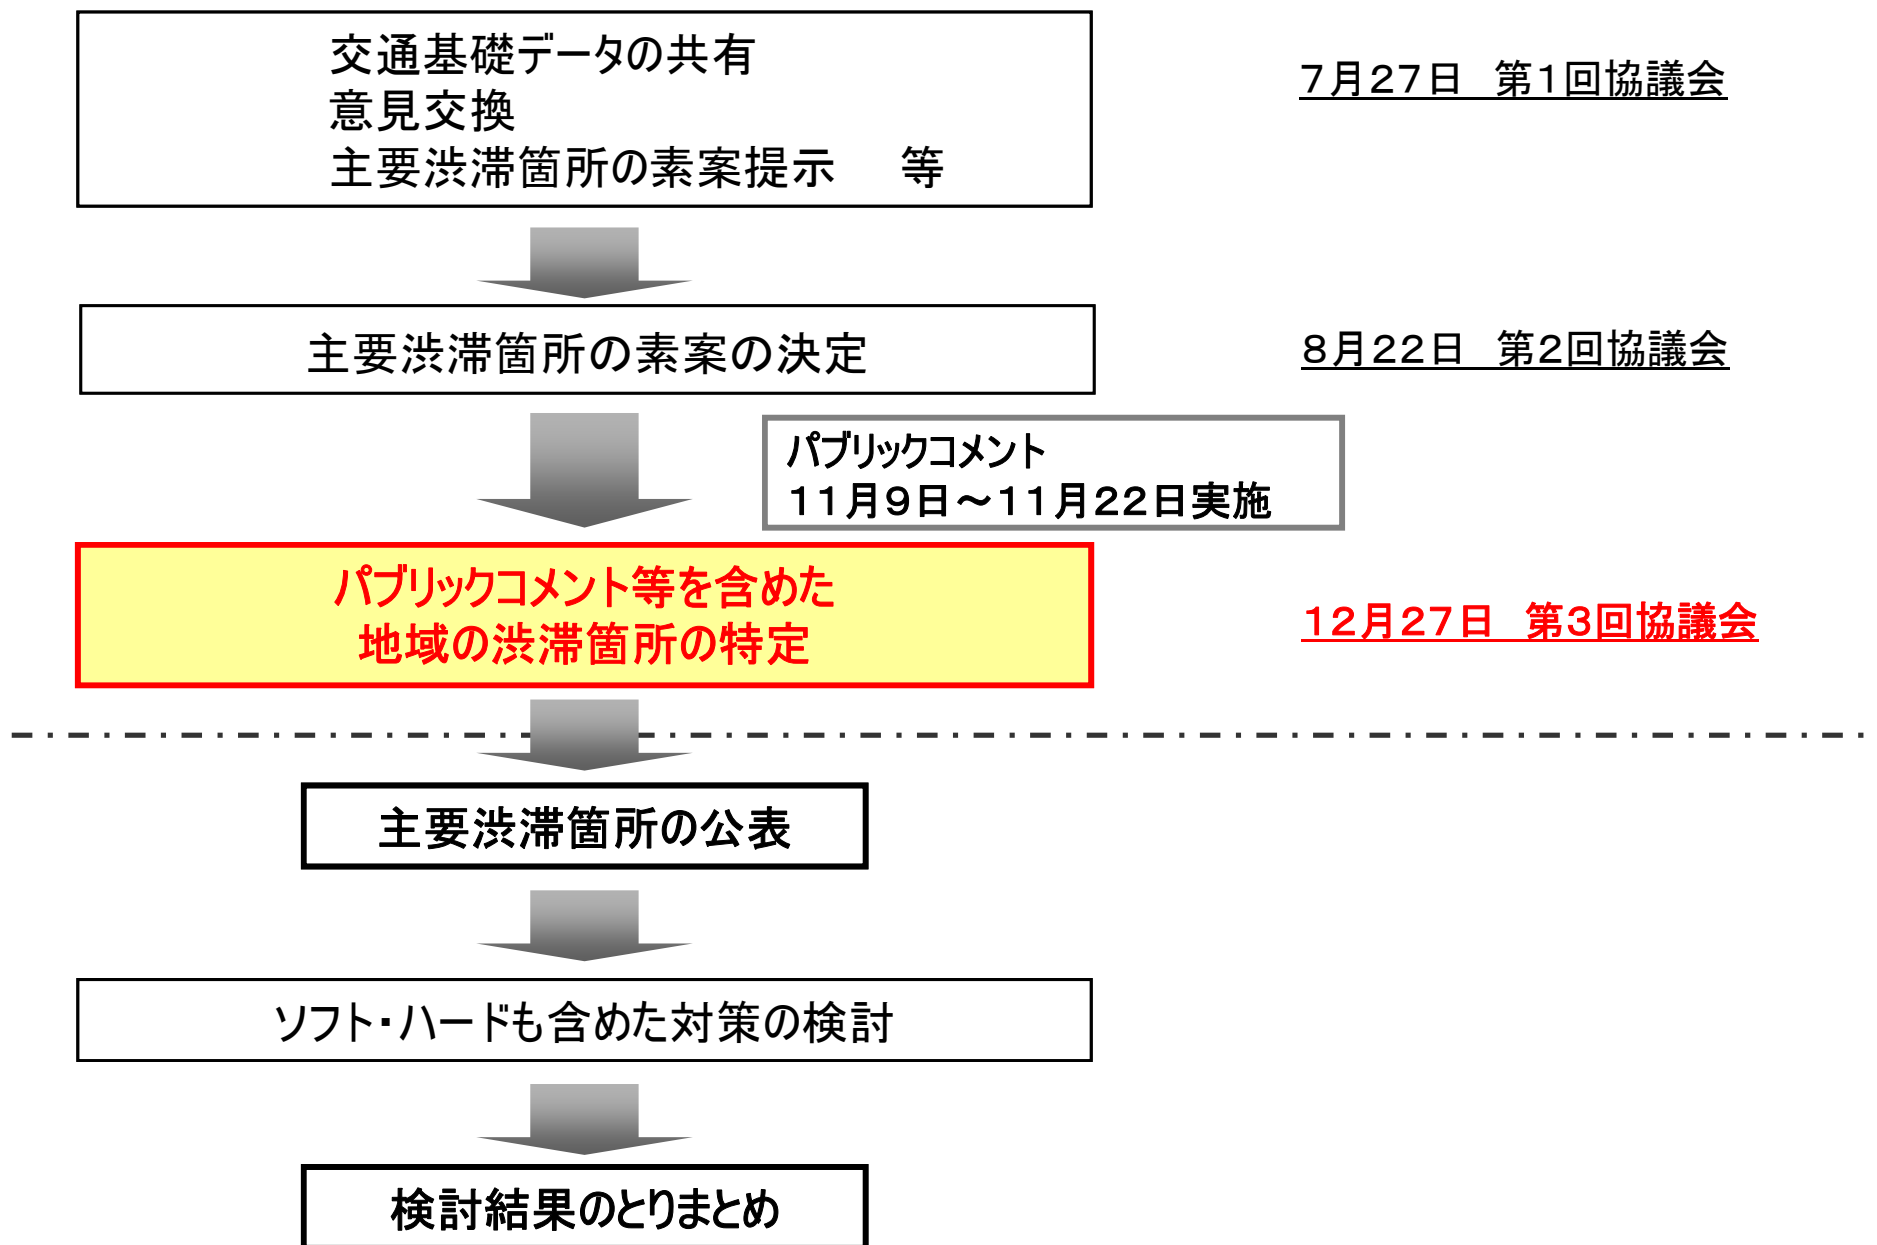 交通基礎データの共有
意見交換
主要渋滞箇所の素案提示　等
7月27日　第1回協議会
主要渋滞箇所の素案の決定
8月22日　第2回協議会
パブリックコメント
11月9日～11月22日実施
パブリックコメント等を含めた
地域の渋滞箇所の特定
12月27日　第3回協議会
主要渋滞箇所の公表
ソフト・ハードも含めた対策の検討
検討結果のとりまとめ